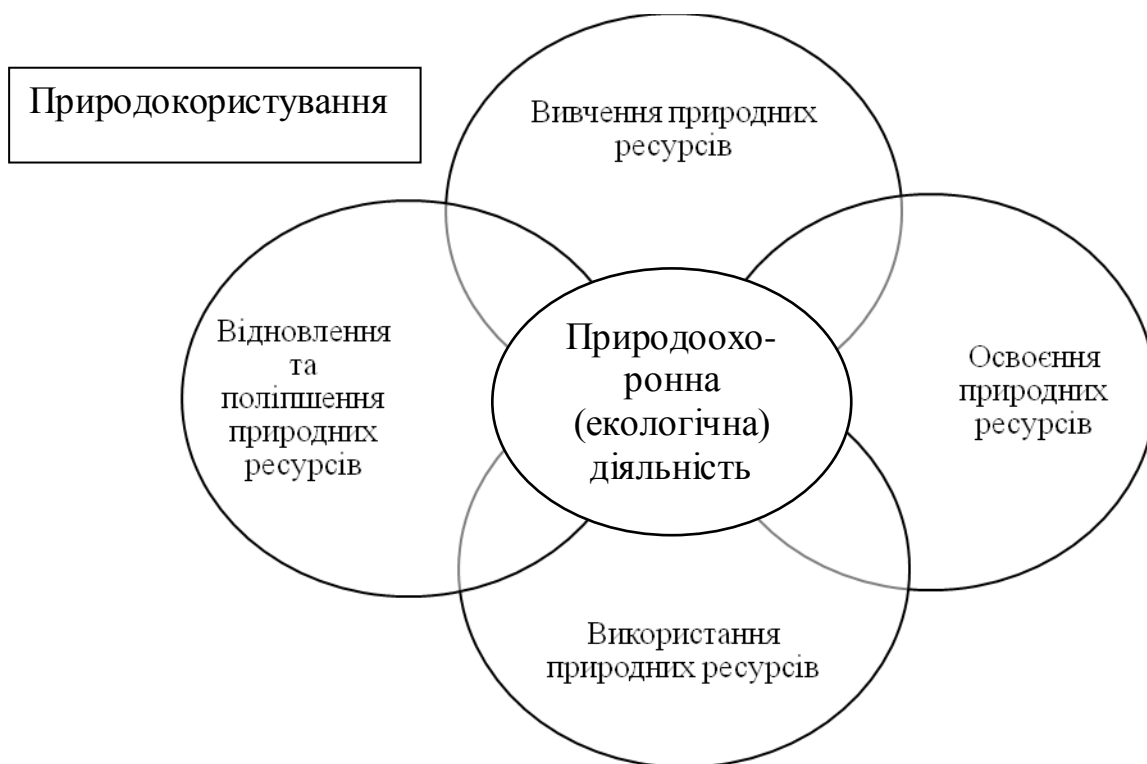 Природокористування
Вивчення природних
ресурсів
Відновлення
та
поліпшення
природних
ресурсів
Природоохо-
ронна
(екологічна)
діяльність
Освоєння
природних
ресурсів
Використання
природних ресурсів